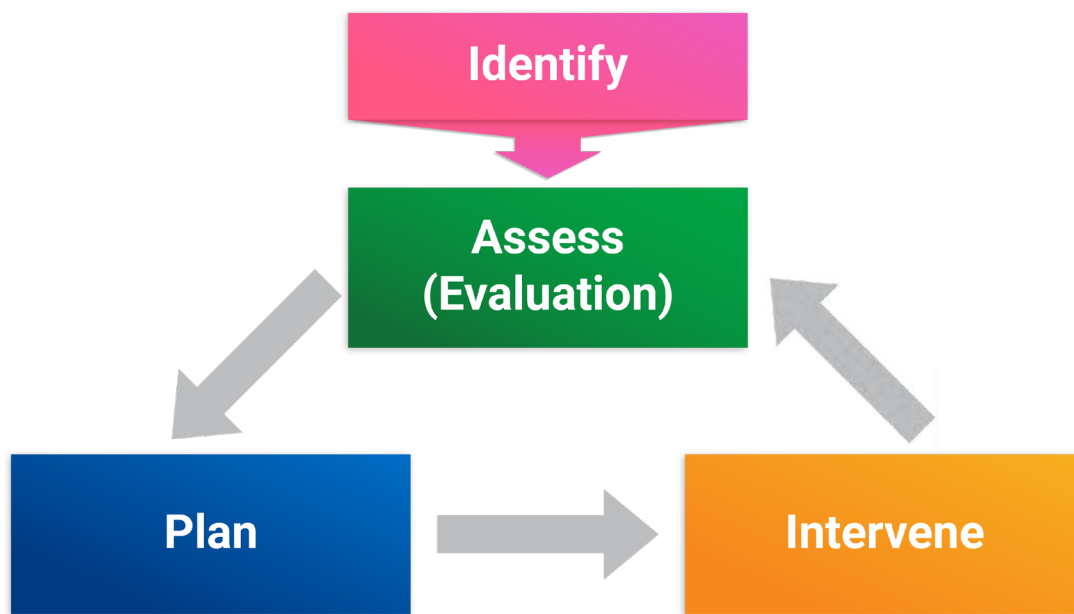 Identify
Assess
(Evaluation)
Plan
Intervene